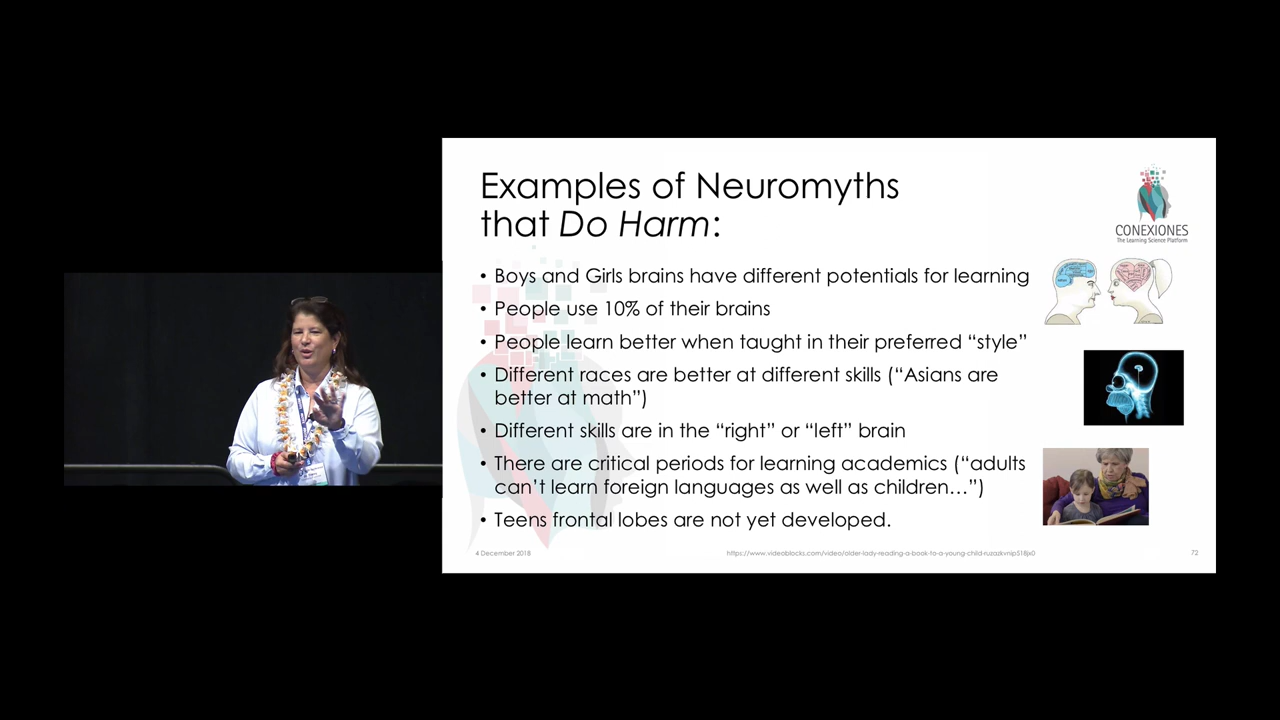 Examples of Neuromyths
that Do Harm:
CONEXIONES
The Learning Science Platform
• Boys and Girls brains have different potentials for learning
• People use 10% of their brains
• People learn better when taught in their preferred “style”
• Different races are better at different skills (“Asians are
better at math”)
• Different skills are in the “right” or “left” brain
• There are critical periods for learning academics (“adults
can’t learn foreign languages as well as children…”)
• Teens frontal lobes are not yet developed.
4 December 2018
72